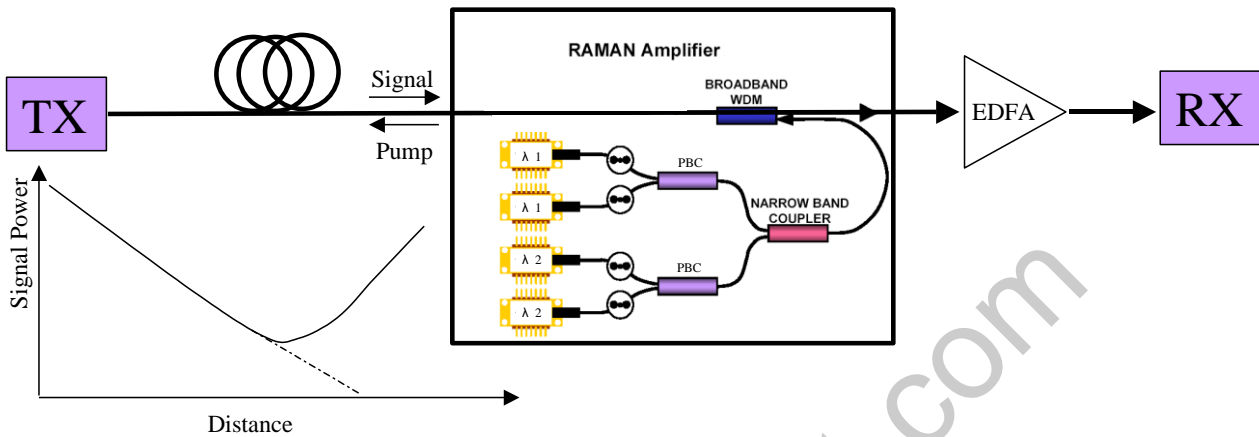 RAMAN Amplifier
TX
Signal
Pump
BROADBAND
WDM
EDFA
RX
λ 1
PBC
λ 1
NARROW BAND
COUPLER
λ 2
PBC
λ 2
Signal Power
Distance
com